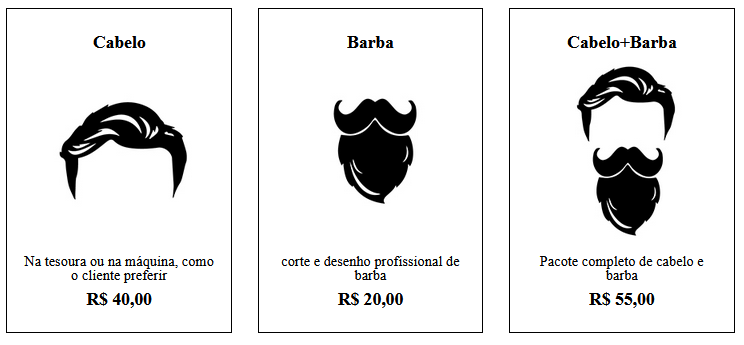 Cabelo
Na tesoura ou na máquina, como
o cliente preferir
R$ 40,00
Barba
corte e desenho profissional de
barba
R$ 20,00
Cabelo+Barba
Pacote completo de cabelo e
barba
R$ 55,00